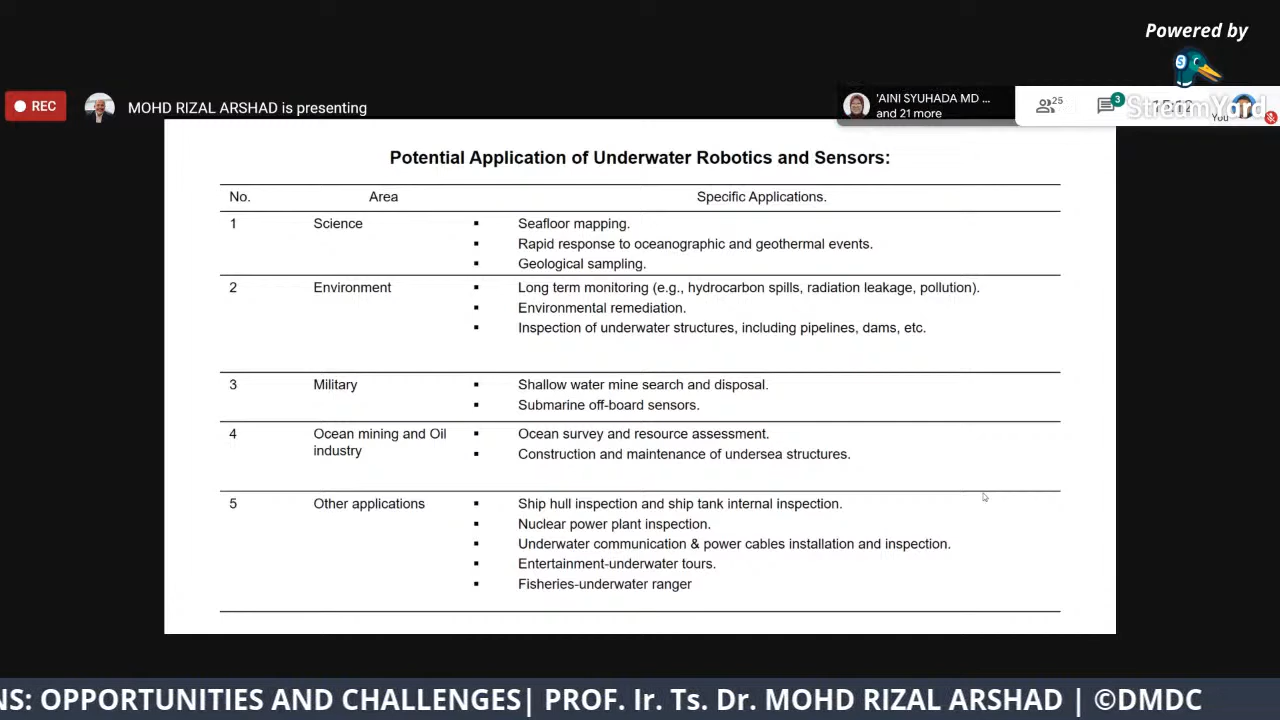 Powered by
REC
MOHD RIZAL ARSHAD is presenting
'AINI SYUHADA MD ...
and 21 more
25
3
You
StreamYard
Potential Application of Underwater Robotics and Sensors:
No. Area Specific Applications.
1 Science ▪ Seafloor mapping.
▪ Rapid response to oceanographic and geothermal events.
▪ Geological sampling.
2 Environment ▪ Long term monitoring (e.g., hydrocarbon spills, radiation leakage, pollution).
▪ Environmental remediation.
▪ Inspection of underwater structures, including pipelines, dams, etc.
3 Military ▪ Shallow water mine search and disposal.
▪ Submarine off-board sensors.
4 Ocean mining and Oil ▪ Ocean survey and resource assessment.
industry ▪ Construction and maintenance of undersea structures.
5 Other applications ▪ Ship hull inspection and ship tank internal inspection.
▪ Nuclear power plant inspection.
▪ Underwater communication & power cables installation and inspection.
▪ Entertainment-underwater tours.
▪ Fisheries-underwater ranger
NS: OPPORTUNITIES AND CHALLENGES| PROF. Ir. Ts. Dr. MOHD RIZAL ARSHAD | ©DMDC